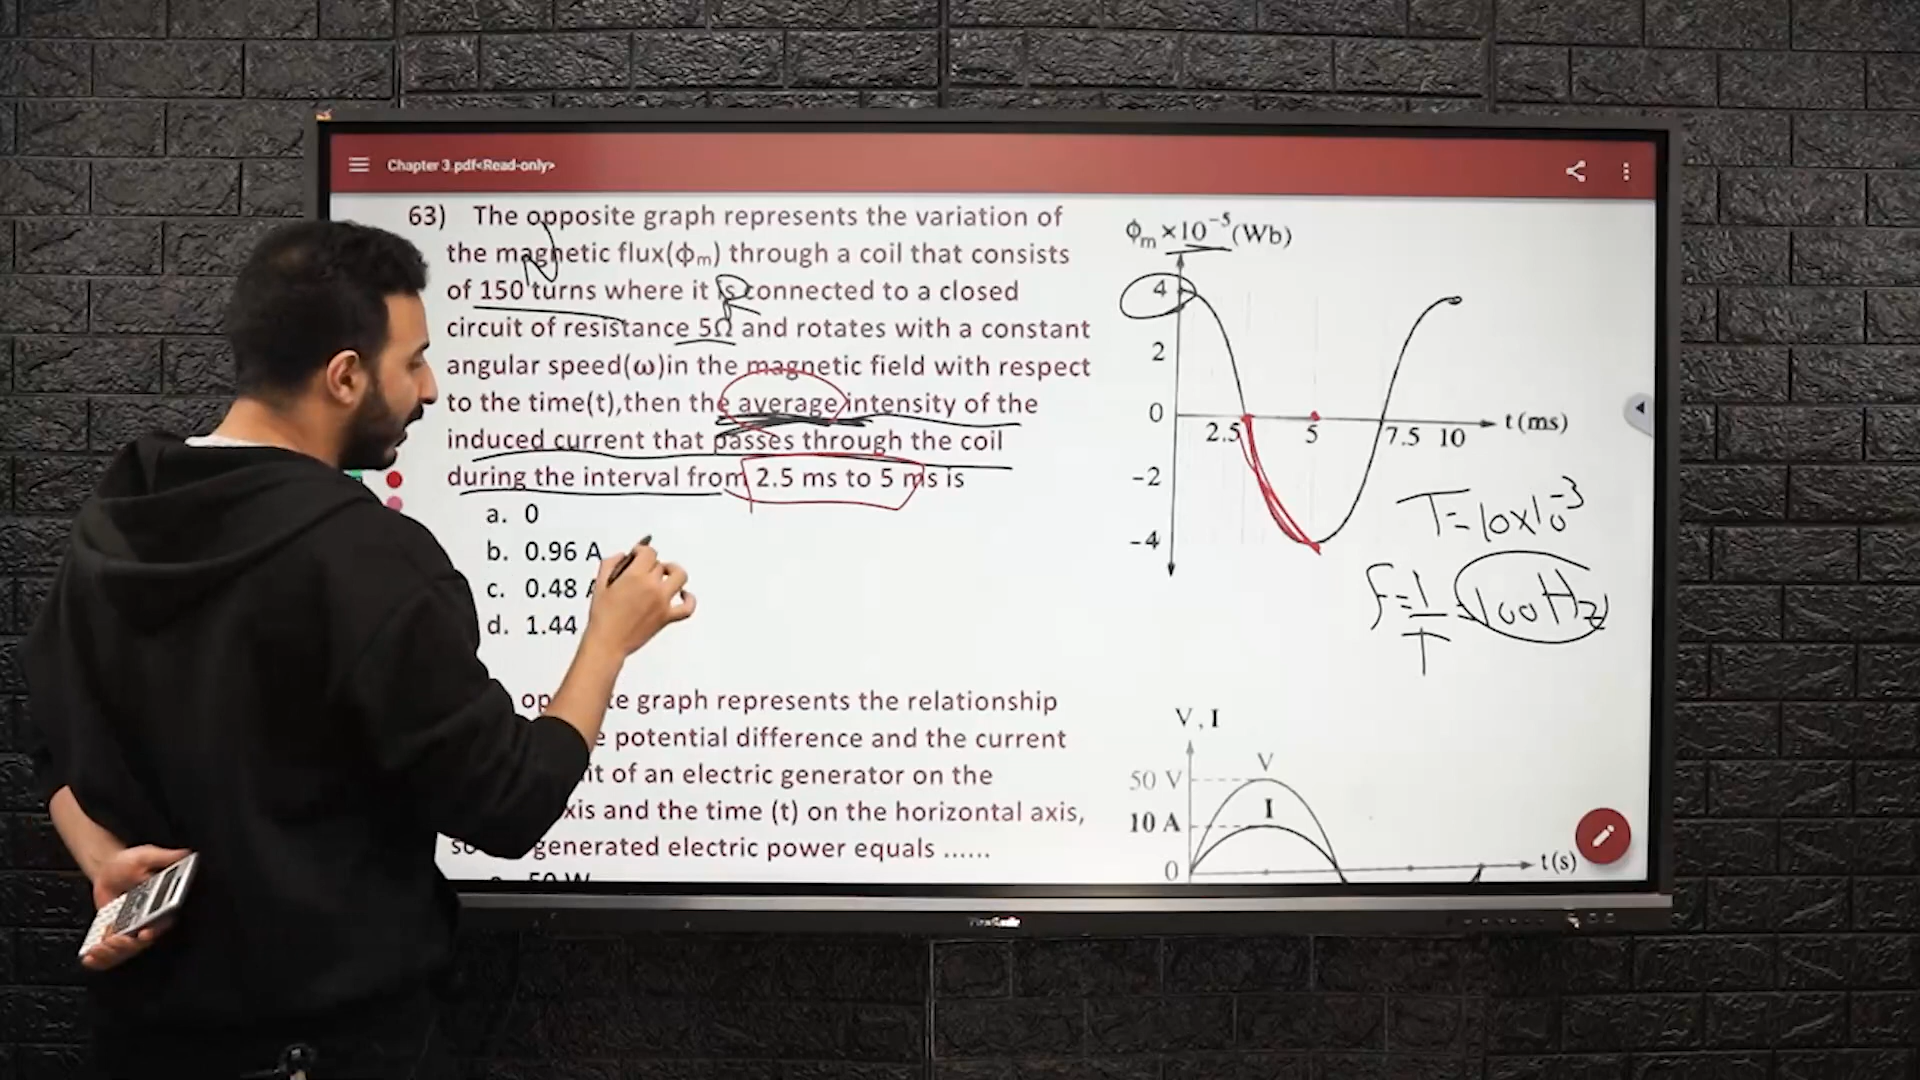 Chapter 3.pdf<Read-only>
63) The opposite graph represents the variation of
the magnetic flux(ϕm) through a coil that consists
of 150 turns where it is connected to a closed
circuit of resistance 5Ω and rotates with a constant
angular speed(ω)in the magnetic field with respect
to the time(t),then the average intensity of the
induced current that passes through the coil
during the interval from 2.5 ms to 5 ms is
a. 0
b. 0.96 A
c. 0.48
d. 1.44
N
R
ϕm ×10⁻⁵(Wb)
4
2
0
-2
-4
2.5 5 7.5 10 t(ms)
T=10x10⁻³
F=1/T=100Hz
graph represents the relationship
potential difference and the current
of an electric generator on the
and the time (t) on the horizontal axis,
generated electric power equals ......
50 W
V , I
50 V
V
10 A
I
0
t(s)
ViewSonic